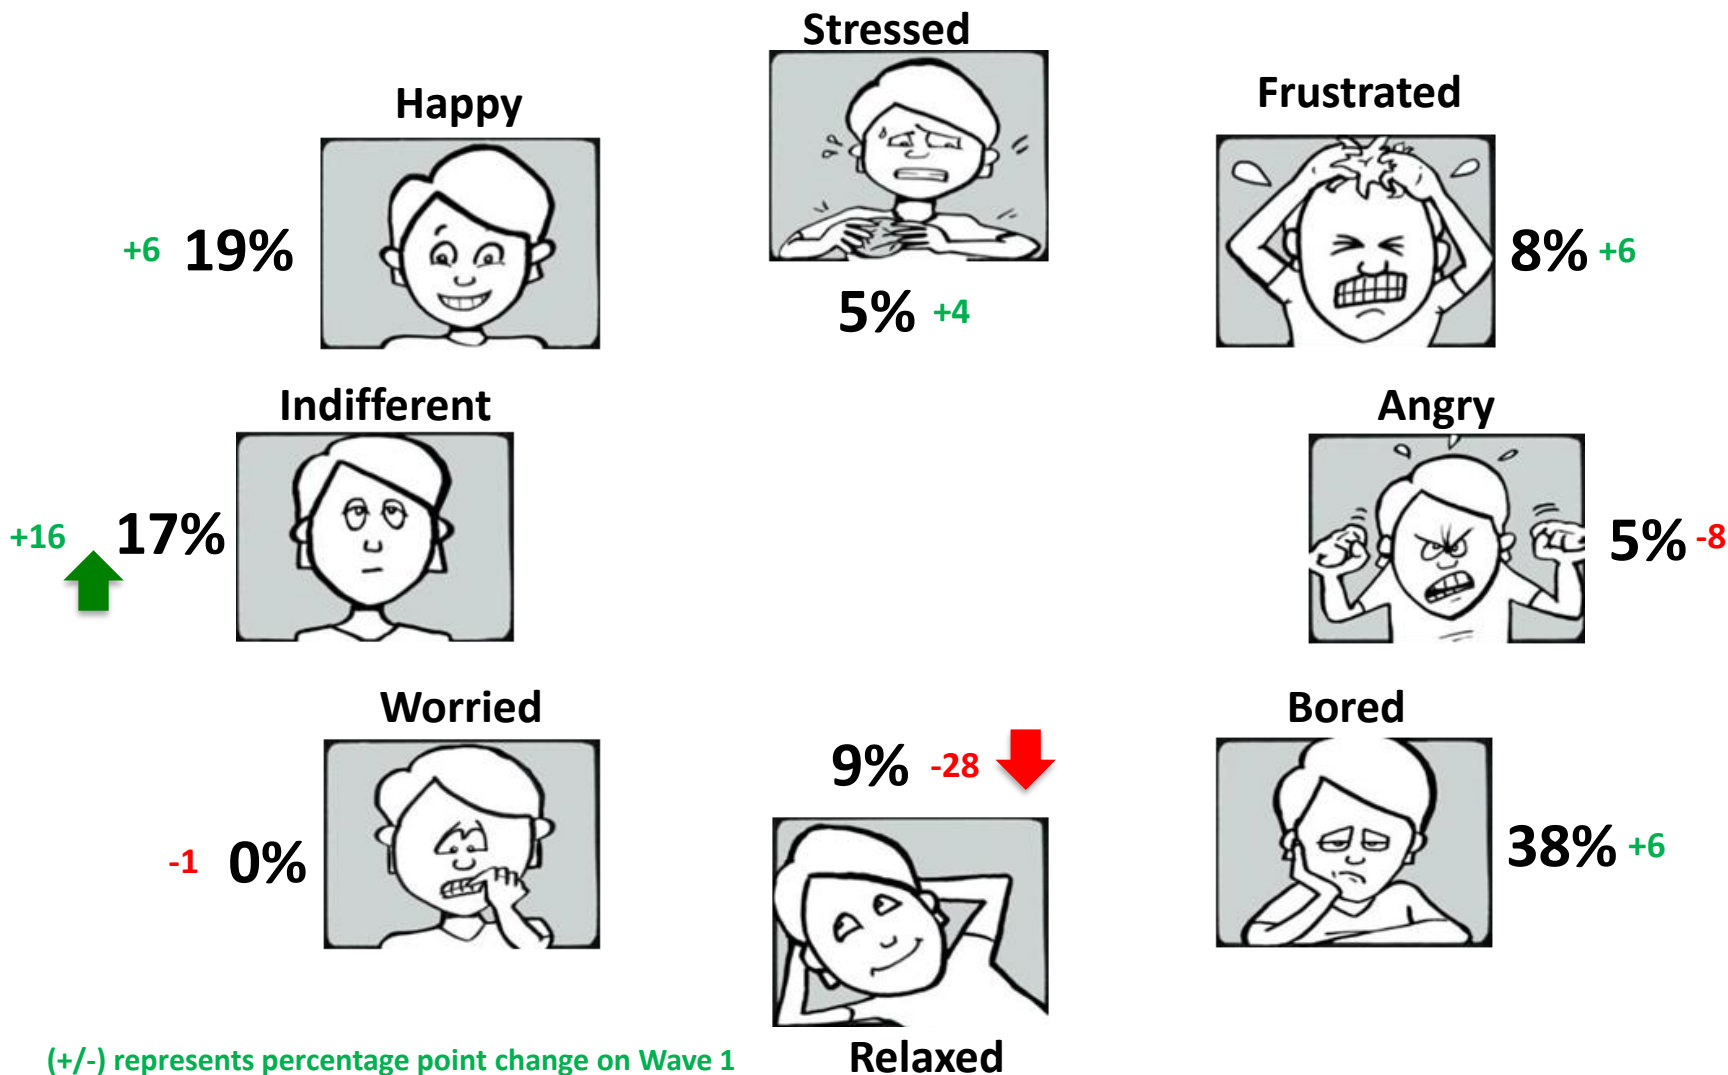 Stressed
5% +4
Happy
+6 19%
Frustrated
8% +6
Indifferent
+16 17%
Angry
5% -8
Worried
-1 0%
9% -28
Relaxed
Bored
38% +6
(+/-) represents percentage point change on Wave 1